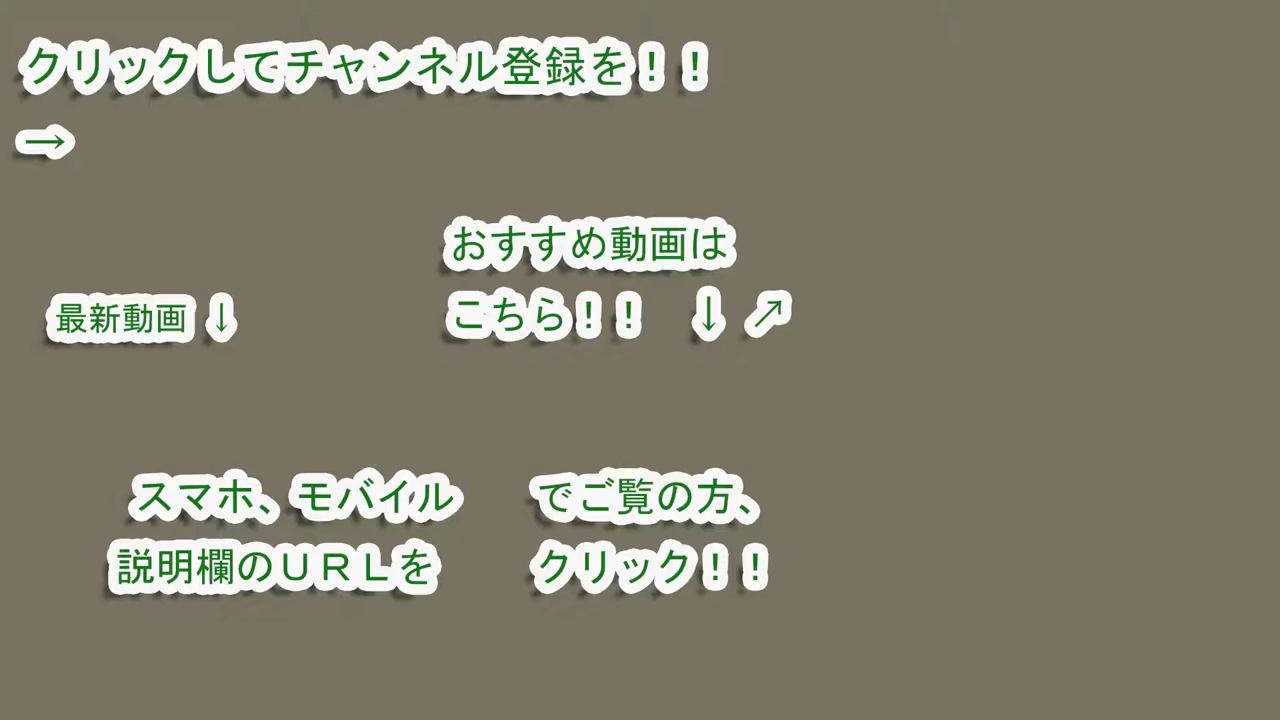 クリックしてチャンネル登録を！！
→
おすすめ動画は
こちら！！　↓↗
最新動画 ↓
スマホ、モバイル　でご覧の方、
説明欄のＵＲＬを　クリック！！